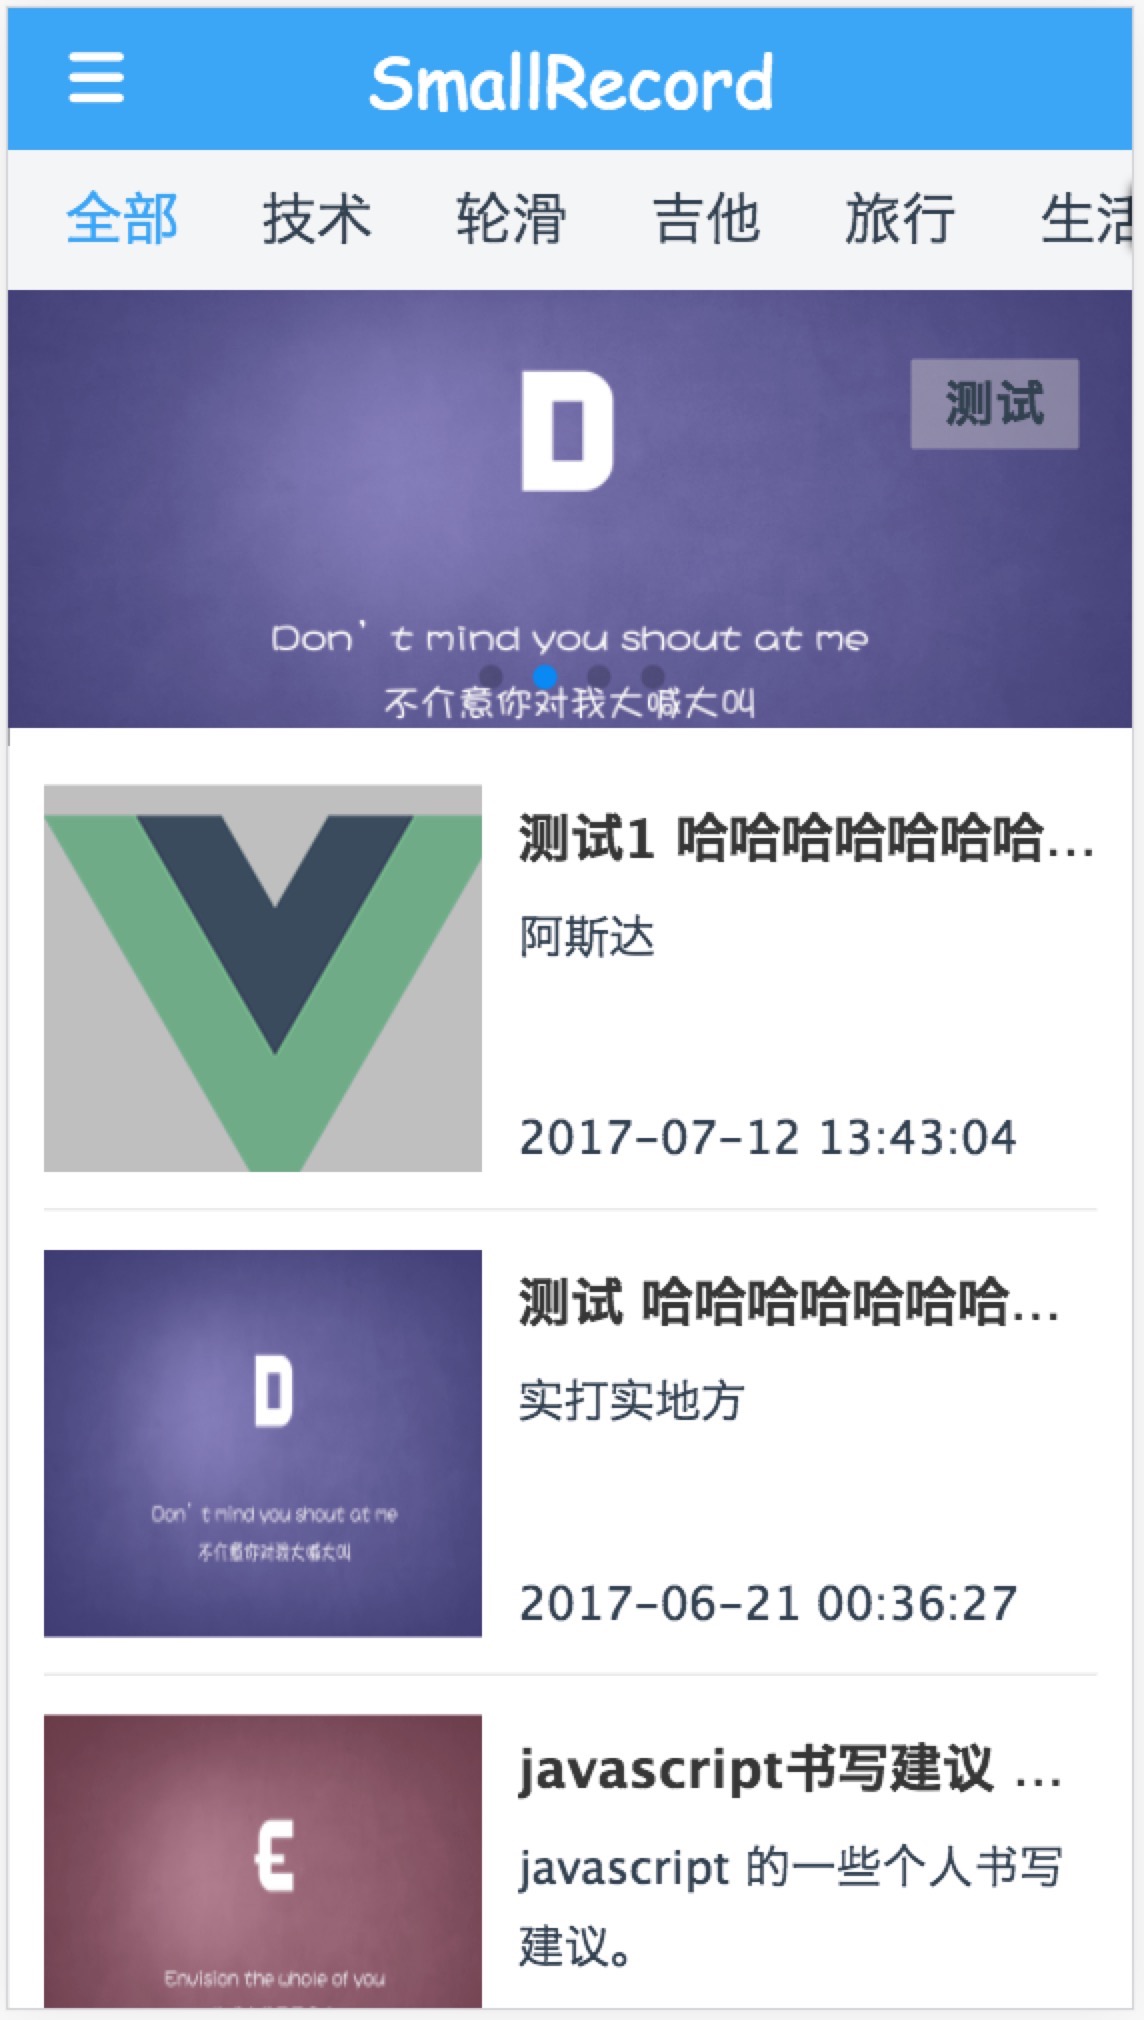 SmallRecord
全部 技术 轮滑 吉他 旅行 生活
D
测试
Don't mind you shout at me
不介意你对我大喊大叫
测试1 哈哈哈哈哈哈哈...
阿斯达
2017-07-12 13:43:04
D
Don't mind you shout at me
不介意你对我大喊大叫
测试 哈哈哈哈哈哈哈...
实打实地方
2017-06-21 00:36:27
E
Envision the whole of you
javascript书写建议 ...
javascript 的一些个人书写
建议。